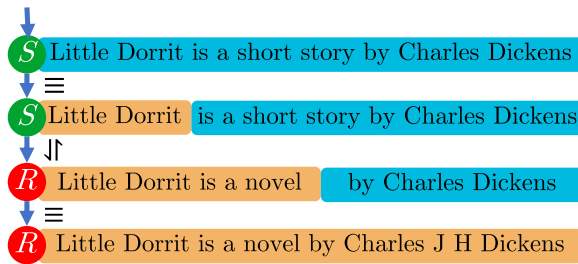 S Little Dorrit is a short story by Charles Dickens
≡
S Little Dorrit is a short story by Charles Dickens
⥯
R Little Dorrit is a novel by Charles Dickens
≡
R Little Dorrit is a novel by Charles J H Dickens